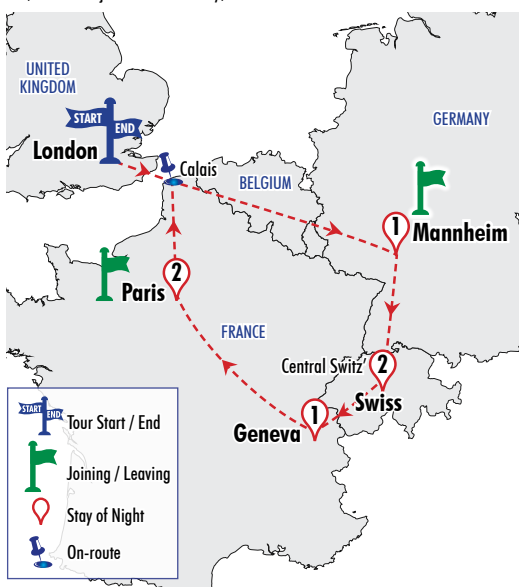 UNITED
KINGDOM
START
END
London
Calais
BELGIUM
GERMANY
1
Mannheim
2
Paris
FRANCE
Central Switz'
2
Swiss
1
Geneva
START
END
Tour Start / End
Joining / Leaving
Stay of Night
On-route